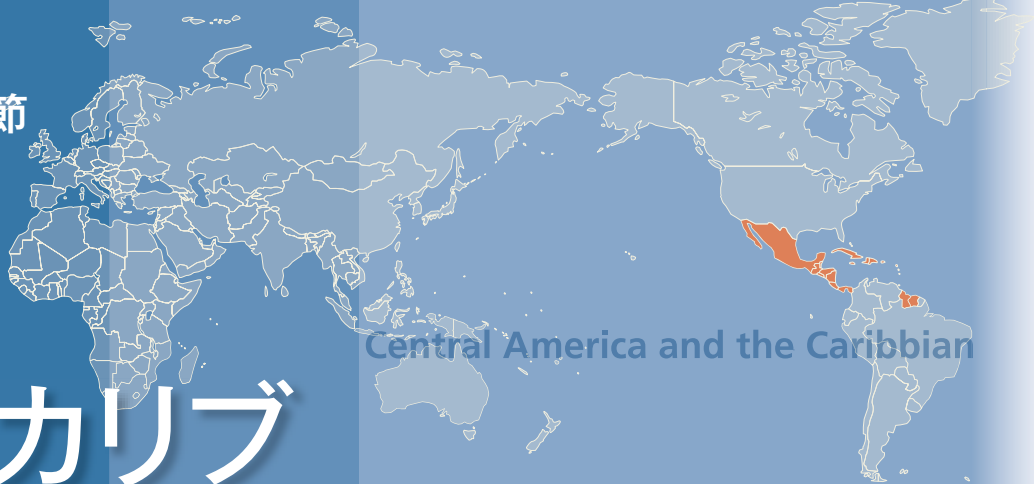 節
Central America and the Caribbian
カリブ